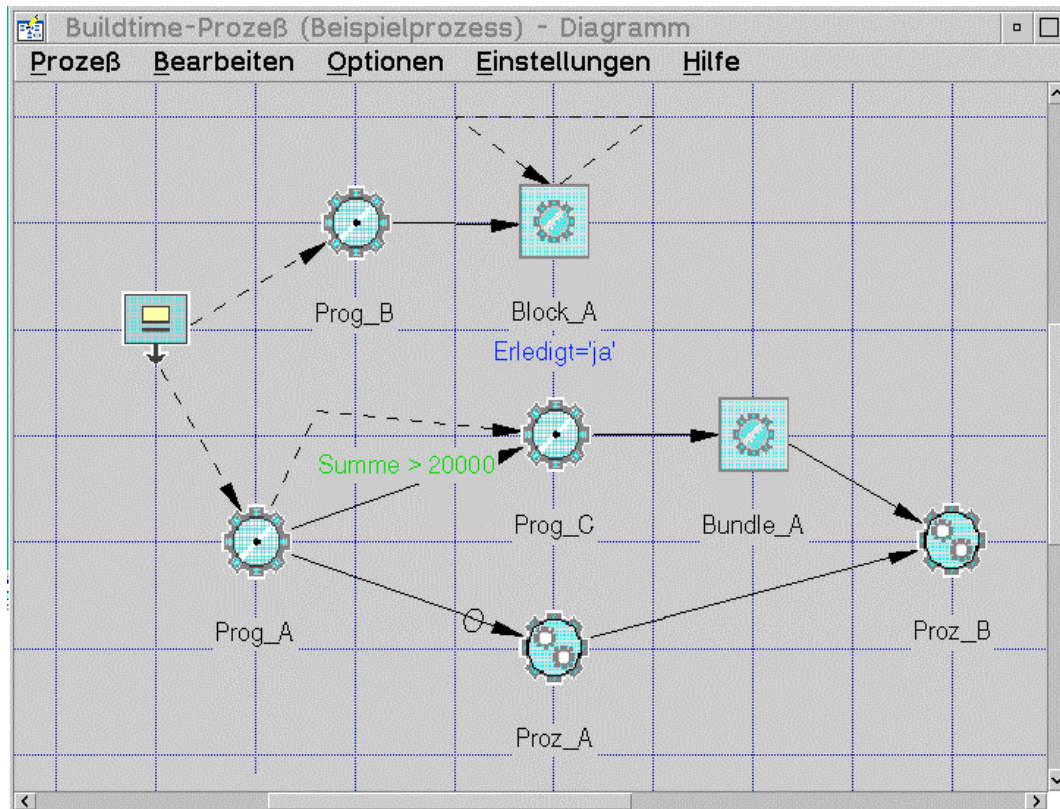 Buildtime-Prozeß (Beispielprozess) - Diagramm
Prozeß Bearbeiten Optionen Einstellungen Hilfe
Prog_B
Block_A
Erledigt='ja'
Summe > 20000
Prog_C
Bundle_A
Prog_A
Proz_B
Proz_A